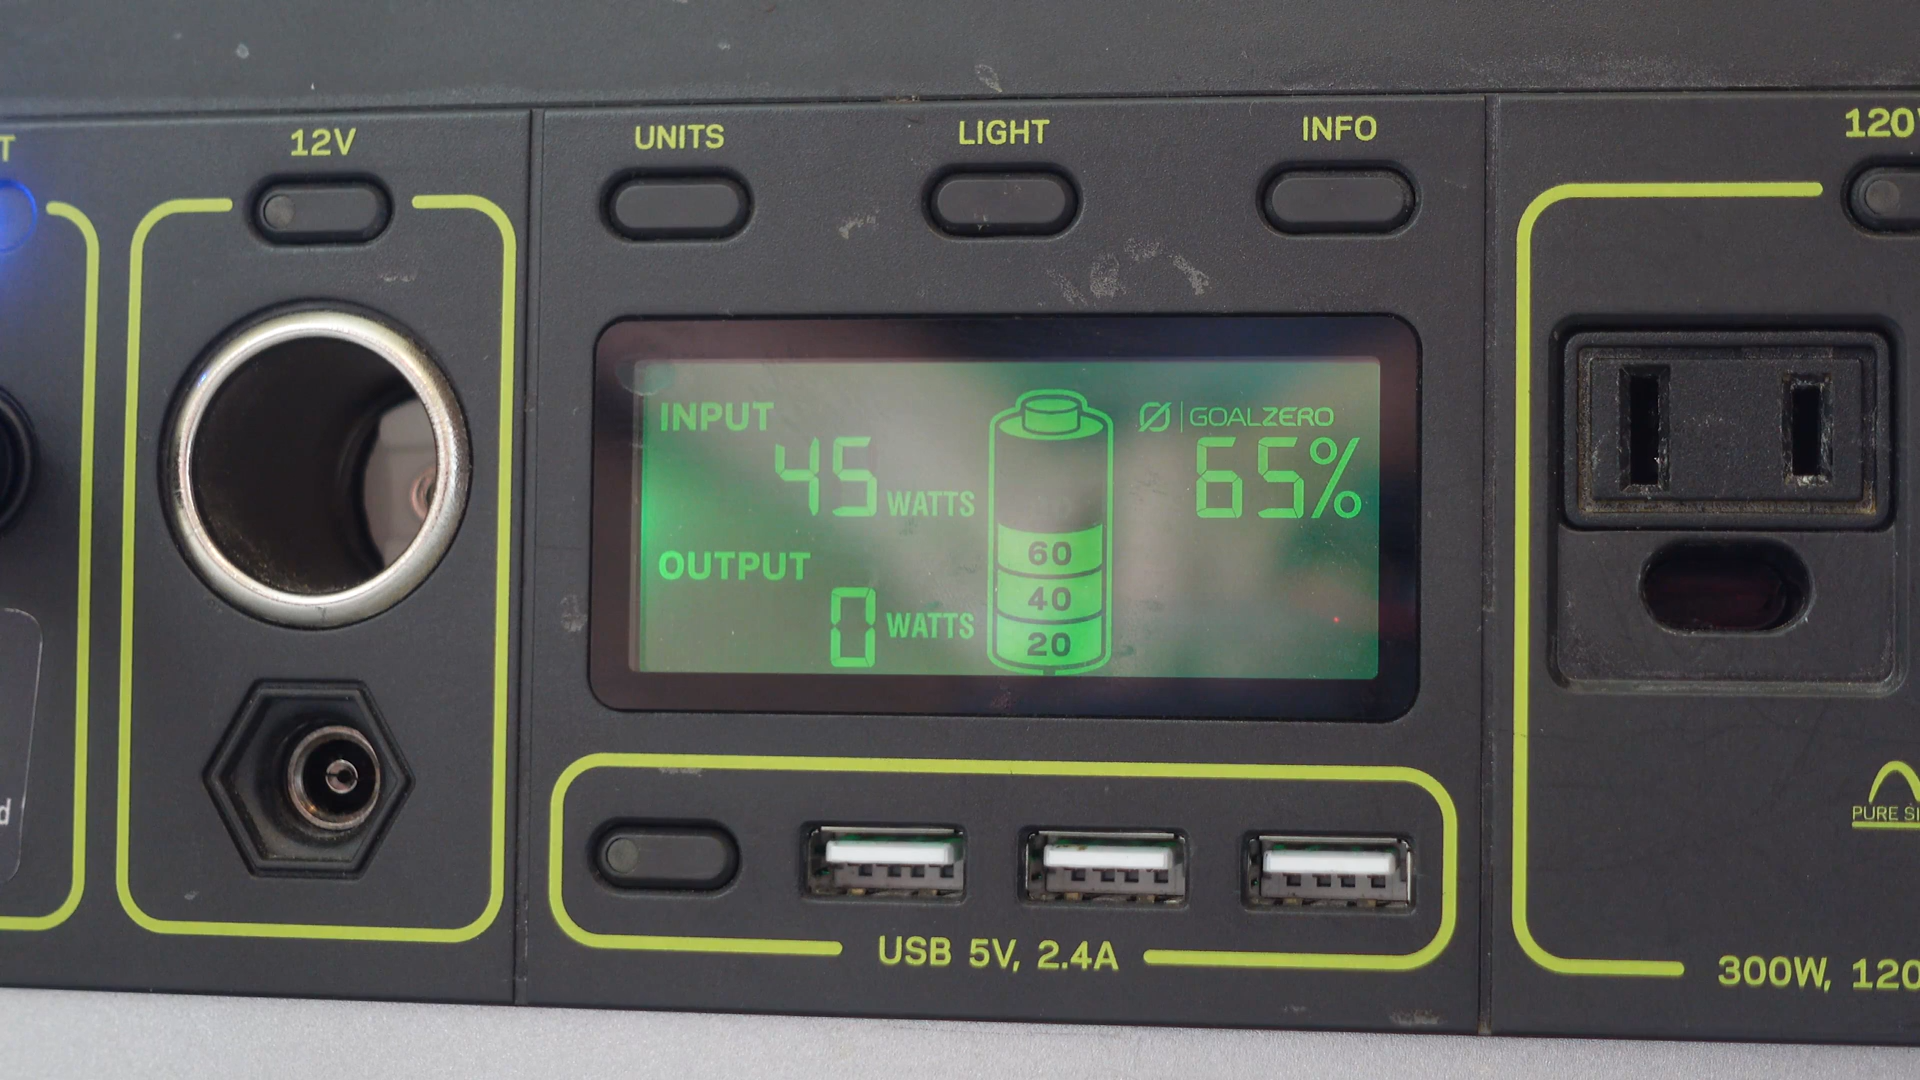 T
12V
UNITS
LIGHT
INFO
120V
INPUT
45 WATTS
OUTPUT
0 WATTS
60
40
20
GOALZERO
65%
d
USB 5V, 2.4A
PURE SI
300W, 120